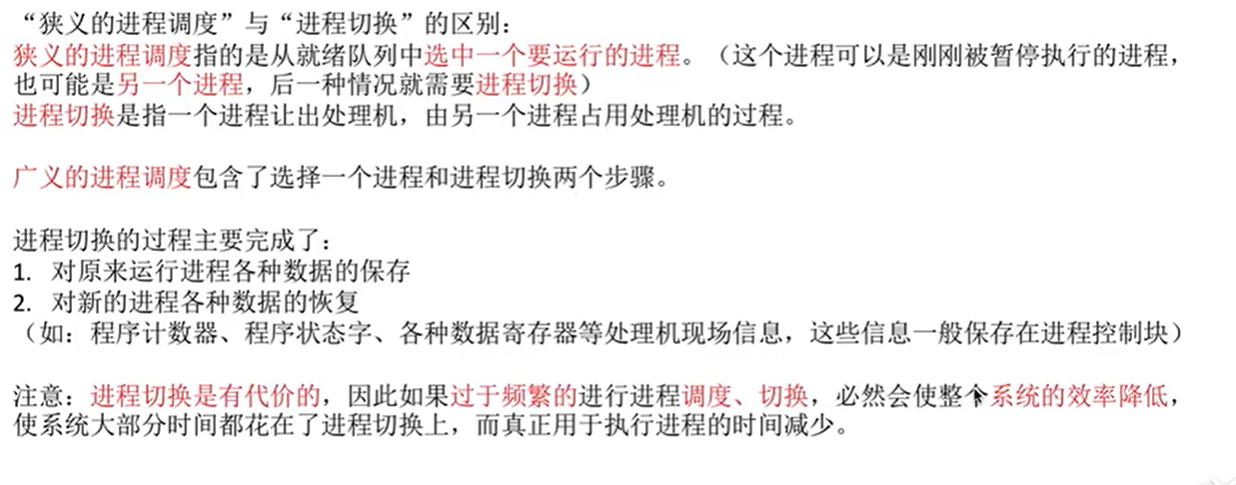 “狭义的进程调度”与“进程切换”的区别：
狭义的进程调度指的是从就绪队列中选中一个要运行的进程。（这个进程可以是刚刚被暂停执行的进程，
也可能是另一个进程，后一种情况就需要进程切换）
进程切换是指一个进程让出处理机，由另一个进程占用处理机的过程。
广义的进程调度包含了选择一个进程和进程切换两个步骤。
进程切换的过程主要完成了：
1. 对原来运行进程各种数据的保存
2. 对新的进程各种数据的恢复
（如：程序计数器、程序状态字、各种数据寄存器等处理机现场信息，这些信息一般保存在进程控制块）
注意：进程切换是有代价的，因此如果过于频繁的进行进程调度、切换，必然会使整个系统的效率降低，
使系统大部分时间都花在了进程切换上，而真正用于执行进程的时间减少。